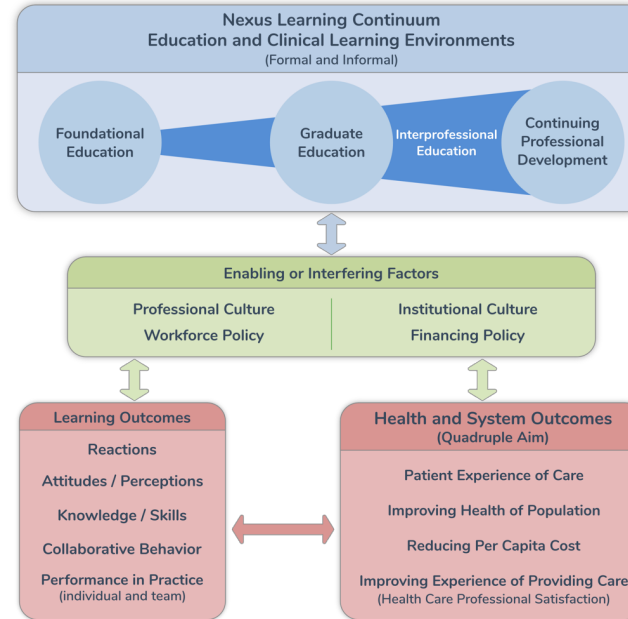 Nexus Learning Continuum
Education and Clinical Learning Environments
(Formal and Informal)
Foundational
Education
Graduate
Education
Interprofessional
Education
Continuing
Professional
Development
Enabling or Interfering Factors
Professional Culture
Workforce Policy
Institutional Culture
Financing Policy
Learning Outcomes
Reactions
Attitudes / Perceptions
Knowledge / Skills
Collaborative Behavior
Performance in Practice
(individual and team)
Health and System Outcomes
(Quadruple Aim)
Patient Experience of Care
Improving Health of Population
Reducing Per Capita Cost
Improving Experience of Providing Care
(Health Care Professional Satisfaction)